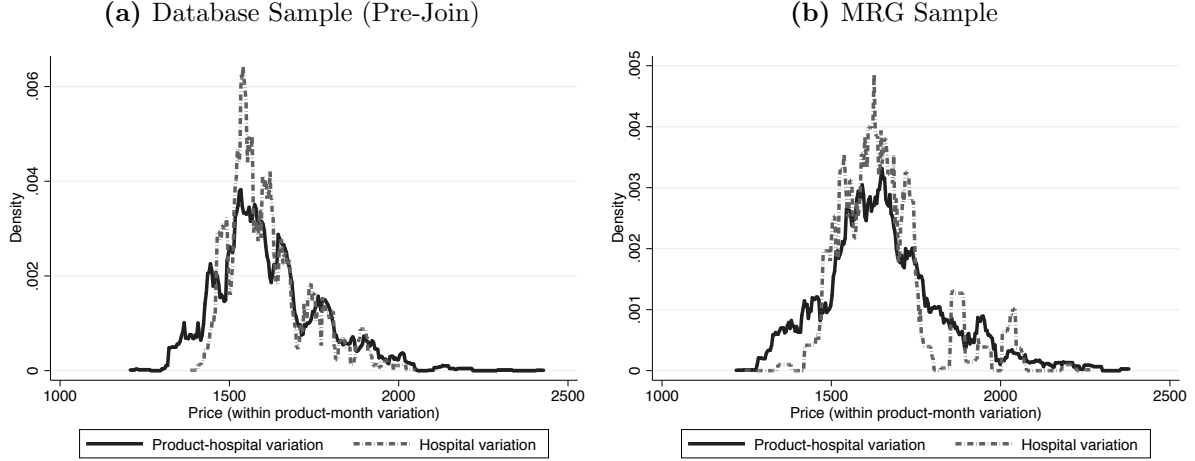 (a) Database Sample (Pre-Join)
.006
.004
.002
0
Density
1000 1500 2000 2500
Price (within product-month variation)
Product-hospital variation Hospital variation
(b) MRG Sample
.005
.004
.003
.002
.001
0
Density
1000 1500 2000 2500
Price (within product-month variation)
Product-hospital variation Hospital variation